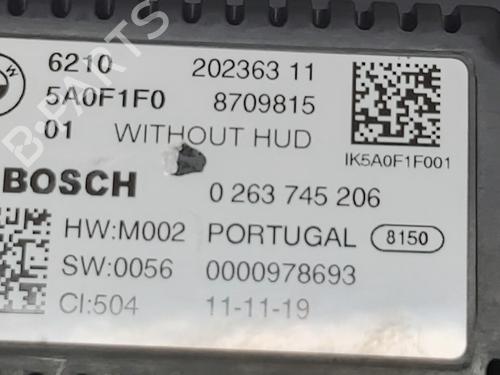 6210 202363 11
5A0F1F0 8709815
01 WITHOUT HUD
IK5A0F1F001
BOSCH 0 263 745 206
HW:M002 PORTUGAL 8150
SW:0056 0000978693
CI:504 11-11-19
B-PARTS